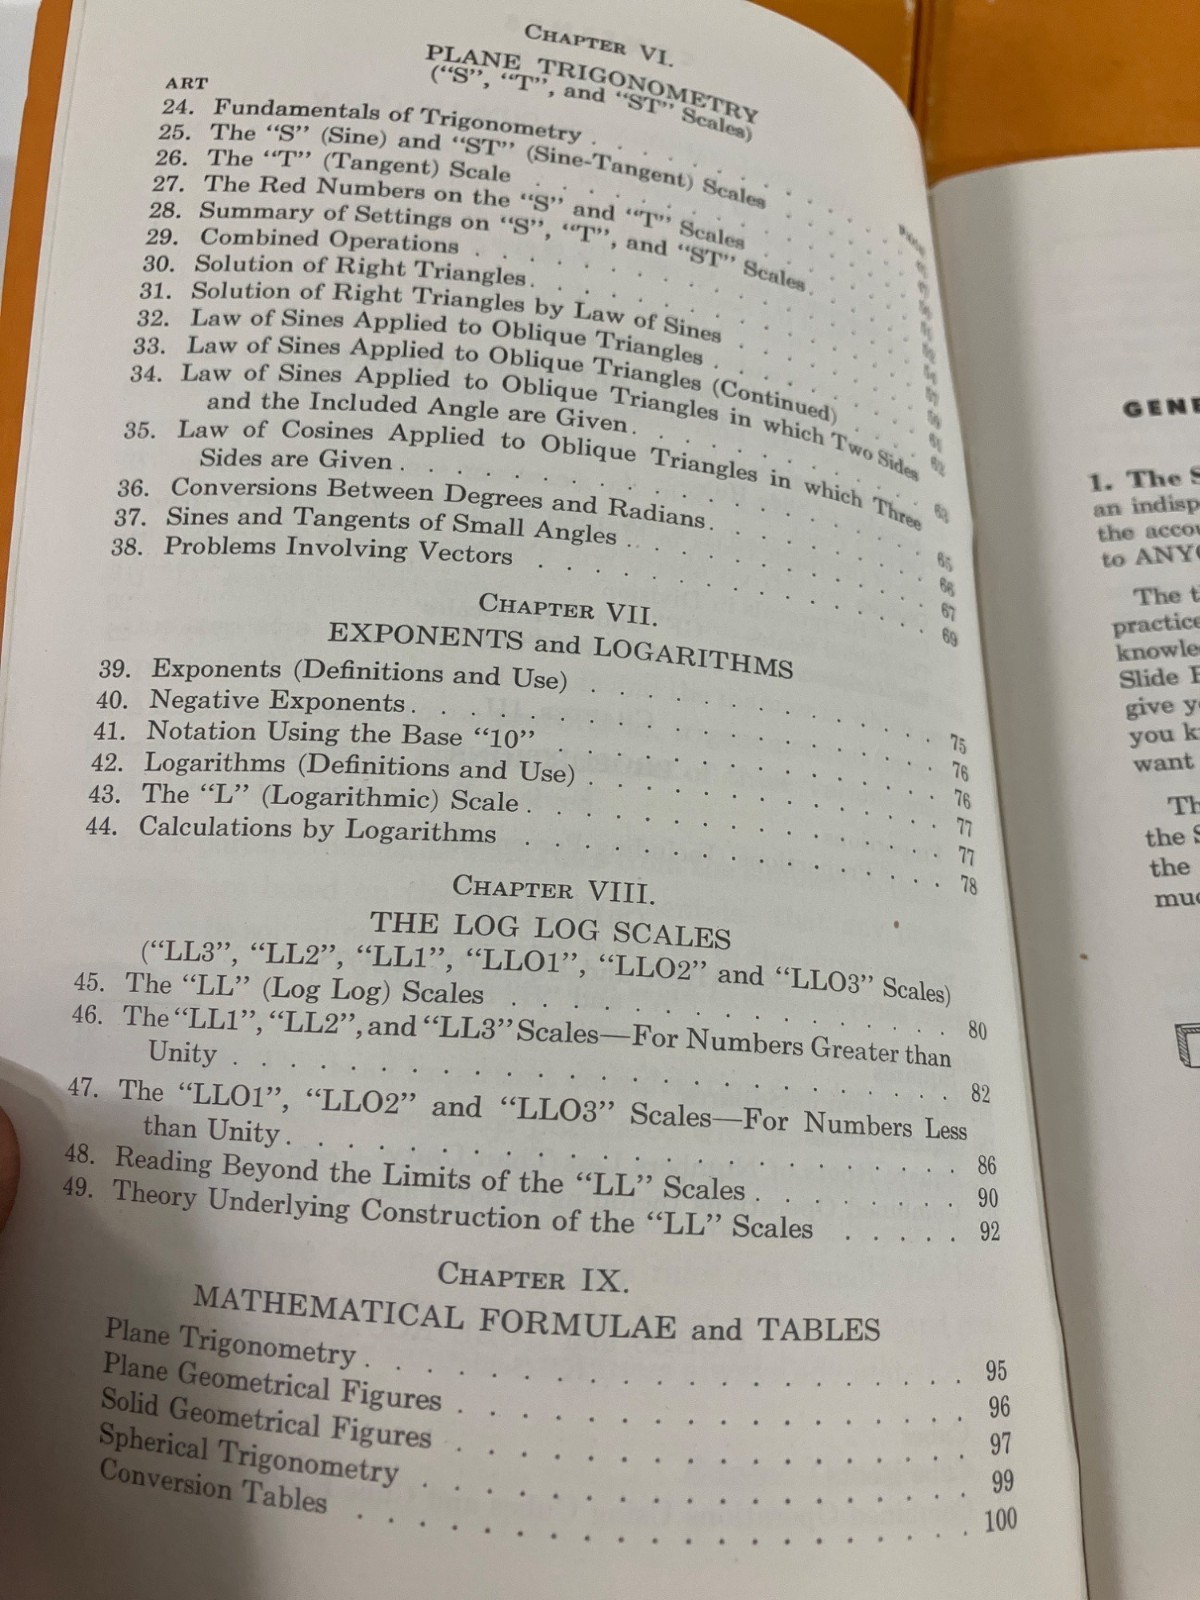 CHAPTER VI.
PLANE TRIGONOMETRY
("S", "T", and "ST" Scales)
ART
24. Fundamentals of Trigonometry . . . . . . . . . .
25. The "S" (Sine) and "ST" (Sine-Tangent) Scales . . . . .
26. The "T" (Tangent) Scale . . . . . . . . . .
27. The Red Numbers on the "S" and "T" Scales . . . . .
28. Summary of Settings on "S", "T", and "ST" Scales . . . .
29. Combined Operations . . . . . . . . . .
30. Solution of Right Triangles. . . . . . . . . .
31. Solution of Right Triangles by Law of Sines . . . . .
32. Law of Sines Applied to Oblique Triangles . . . . .
33. Law of Sines Applied to Oblique Triangles (Continued) . . . . 61
34. Law of Sines Applied to Oblique Triangles in which Two Sides
and the Included Angle are Given. . . . . . . . 63
35. Law of Cosines Applied to Oblique Triangles in which Three
Sides are Given . . . . . . . . . . 65
36. Conversions Between Degrees and Radians. . . . . . . 66
37. Sines and Tangents of Small Angles . . . . . . . . 67
38. Problems Involving Vectors . . . . . . . . . . 69
CHAPTER VII.
EXPONENTS and LOGARITHMS
39. Exponents (Definitions and Use) . . . . . . . . . . 75
40. Negative Exponents. . . . . . . . . . . . . 76
41. Notation Using the Base "10" . . . . . . . . . . 76
42. Logarithms (Definitions and Use) . . . . . . . . . . 77
43. The "L" (Logarithmic) Scale . . . . . . . . . . . 77
44. Calculations by Logarithms . . . . . . . . . . . 78
CHAPTER VIII.
THE LOG LOG SCALES
("LL3", "LL2", "LL1", "LLO1", "LLO2" and "LLO3" Scales)
45. The "LL" (Log Log) Scales . . . . . . . . . . . 80
46. The "LL1", "LL2", and "LL3" Scales—For Numbers Greater than
Unity . . . . . . . . . . . . . . . . 82
47. The "LLO1", "LLO2" and "LLO3" Scales—For Numbers Less
than Unity. . . . . . . . . . . . . . . 86
48. Reading Beyond the Limits of the "LL" Scales . . . . . . . 90
49. Theory Underlying Construction of the "LL" Scales . . . . . 92
CHAPTER IX.
MATHEMATICAL FORMULAE and TABLES
Plane Trigonometry . . . . . . . . . . . . . . 95
Plane Geometrical Figures . . . . . . . . . . . . . 96
Solid Geometrical Figures . . . . . . . . . . . . . 97
Spherical Trigonometry . . . . . . . . . . . . . . 99
Conversion Tables . . . . . . . . . . . . . . . 100
GENE
1. The S
an indisp
the accou
to ANYO
The t
practice
knowle
Slide R
give y
you k
want
Th
the S
the
muc